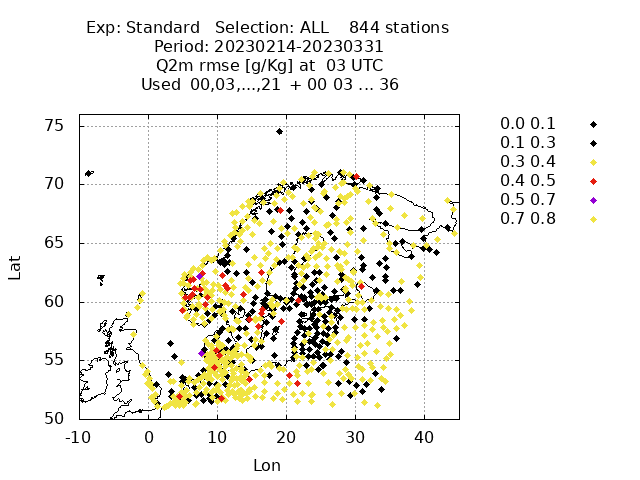 Exp: Standard   Selection: ALL    844 stations
Period: 20230214-20230331
Q2m rmse [g/Kg] at  03 UTC
Used  00,03,...,21  + 00 03 ... 36
0.0 0.1
0.1 0.3
0.3 0.4
0.4 0.5
0.5 0.7
0.7 0.8
75
70
65
60
55
50
Lat
-10 0 10 20 30 40
Lon